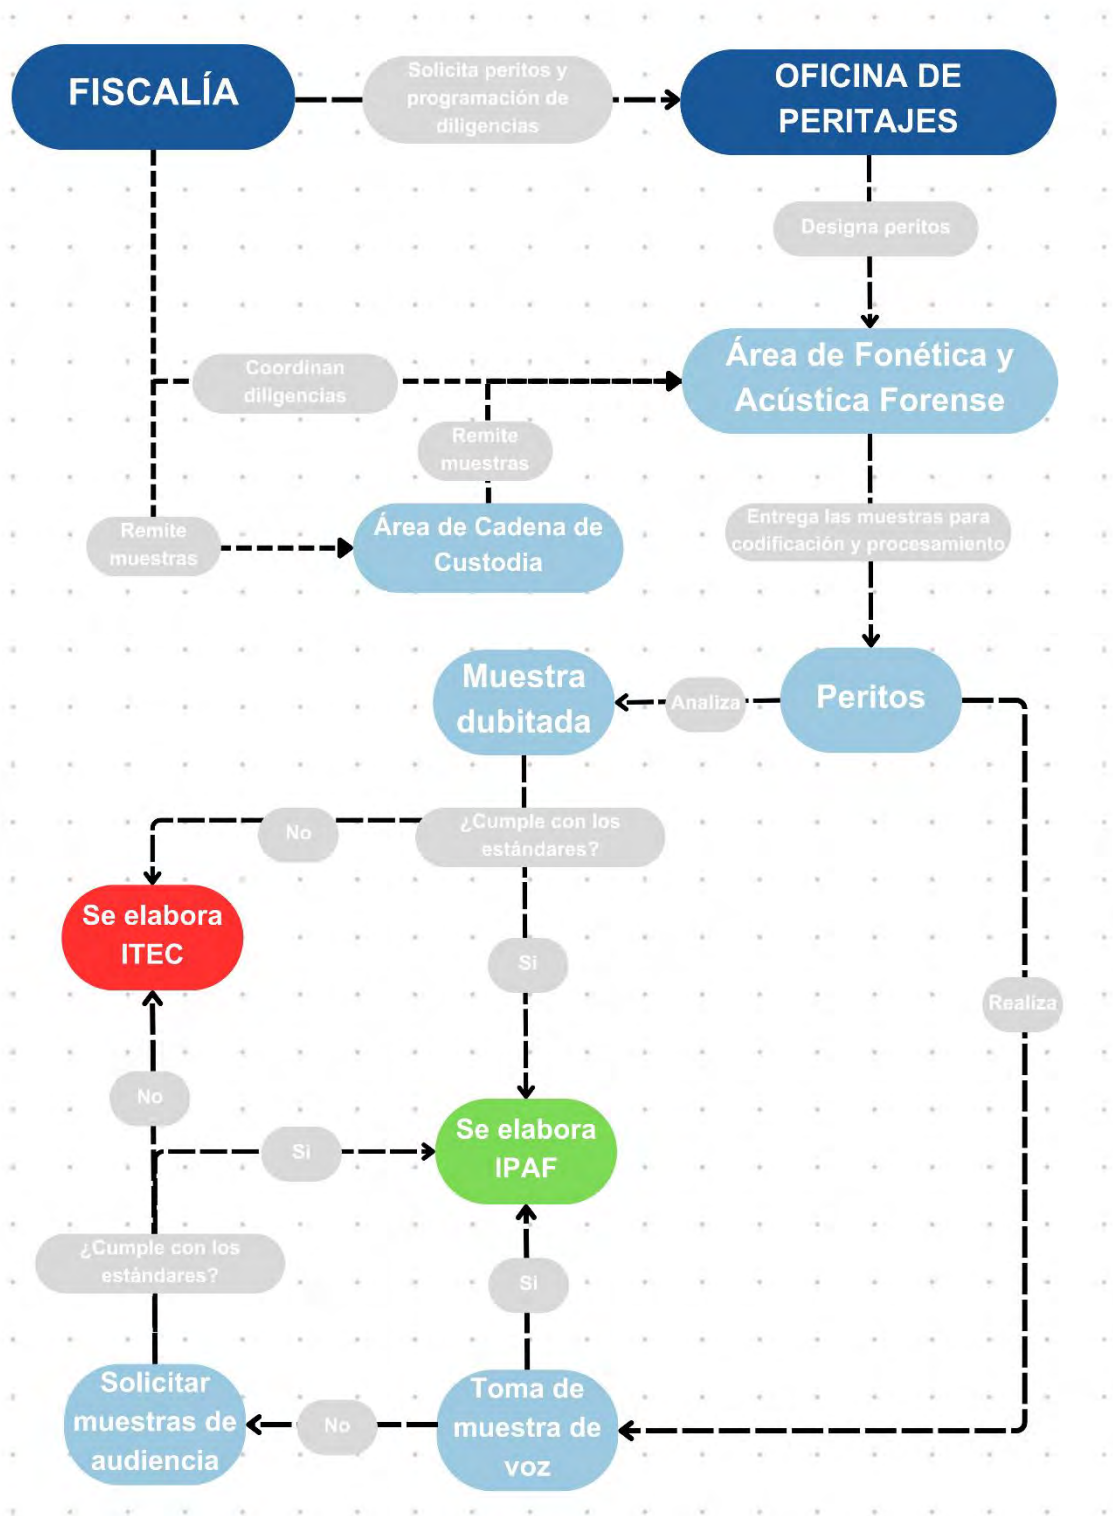 FISCALÍA
Solicita peritos y
programación de
diligencias
OFICINA DE
PERITAJES
Designa peritos
Área de Fonética y
Acústica Forense
Coordinan
diligencias
Remite
muestras
Área de Cadena de
Custodia
Remite
muestras
Entrega las muestras para
codificación y procesamiento
Peritos
Analiza
Muestra
dubitada
¿Cumple con los
estándares?
No
Se elabora
ITEC
Si
Realiza
No
Si
Se elabora
IPAF
¿Cumple con los
estándares?
Si
Solicitar
muestras de
audiencia
No
Toma de
muestra de
voz